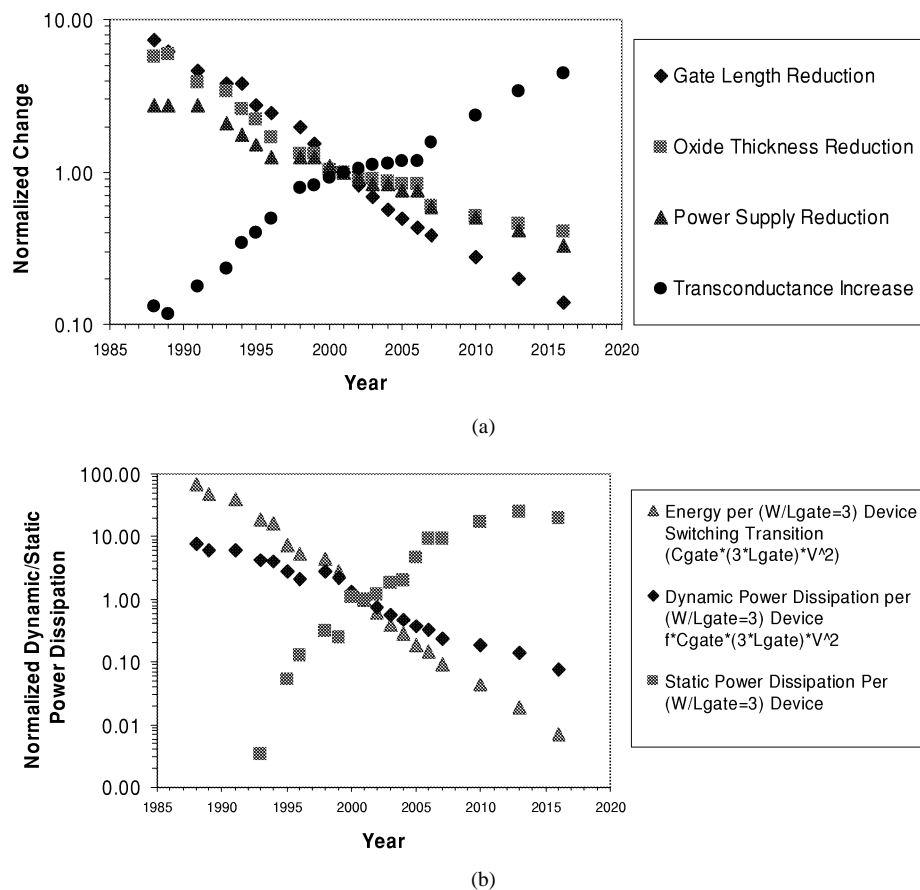 10.00
1.00
0.10
Normalized Change
1985 1990 1995 2000 2005 2010 2015 2020
Year
Gate Length Reduction
Oxide Thickness Reduction
Power Supply Reduction
Transconductance Increase
(a)
100.00
10.00
1.00
0.10
0.01
0.00
Normalized Dynamic/Static
Power Dissipation
1985 1990 1995 2000 2005 2010 2015 2020
Year
Energy per (W/Lgate=3) Device
Switching Transition
(Cgate*(3*Lgate)*V^2)
Dynamic Power Dissipation per
(W/Lgate=3) Device
f*Cgate*(3*Lgate)*V^2
Static Power Dissipation Per
(W/Lgate=3) Device
(b)